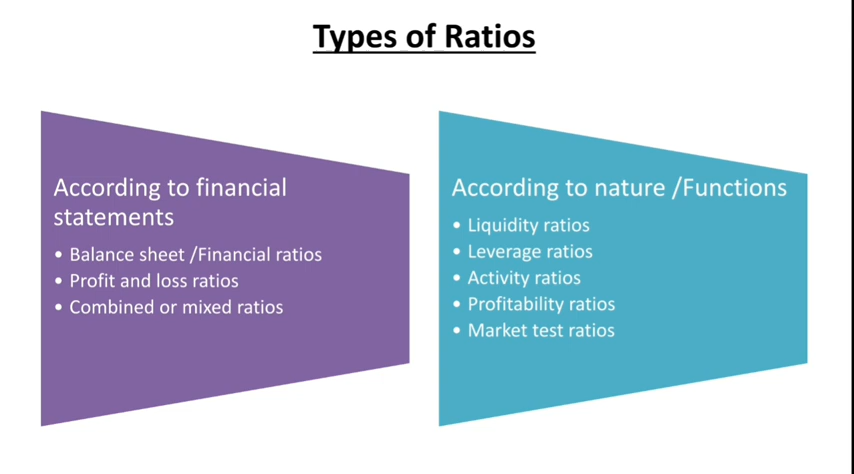 Types of Ratios
According to financial
statements
• Balance sheet /Financial ratios
• Profit and loss ratios
• Combined or mixed ratios
According to nature /Functions
• Liquidity ratios
• Leverage ratios
• Activity ratios
• Profitability ratios
• Market test ratios